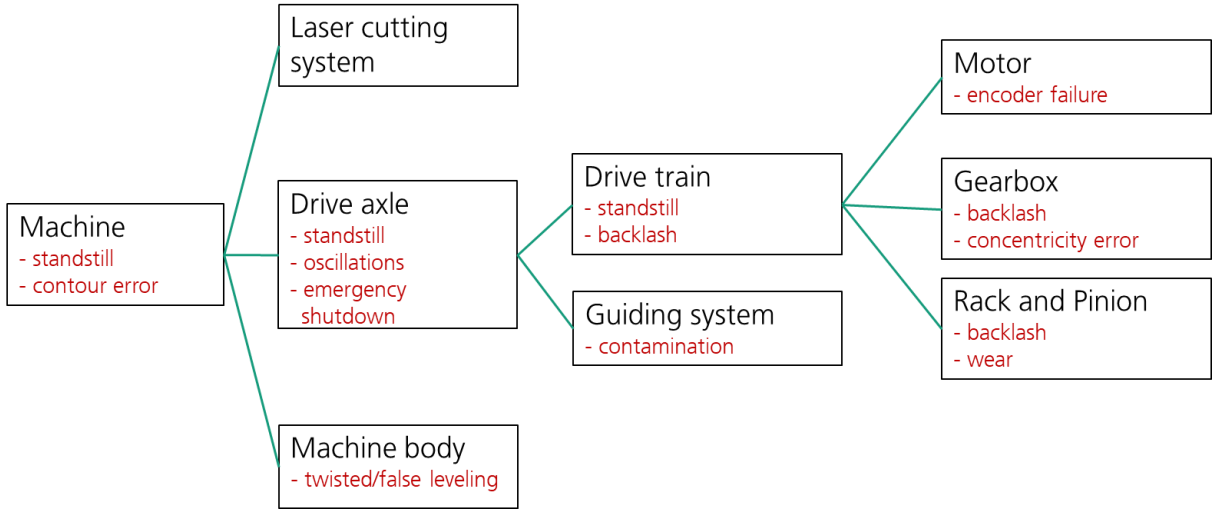 Machine
- standstill
- contour error
Laser cutting
system
Drive axle
- standstill
- oscillations
- emergency
shutdown
Machine body
- twisted/false leveling
Drive train
- standstill
- backlash
Guiding system
- contamination
Motor
- encoder failure
Gearbox
- backlash
- concentricity error
Rack and Pinion
- backlash
- wear